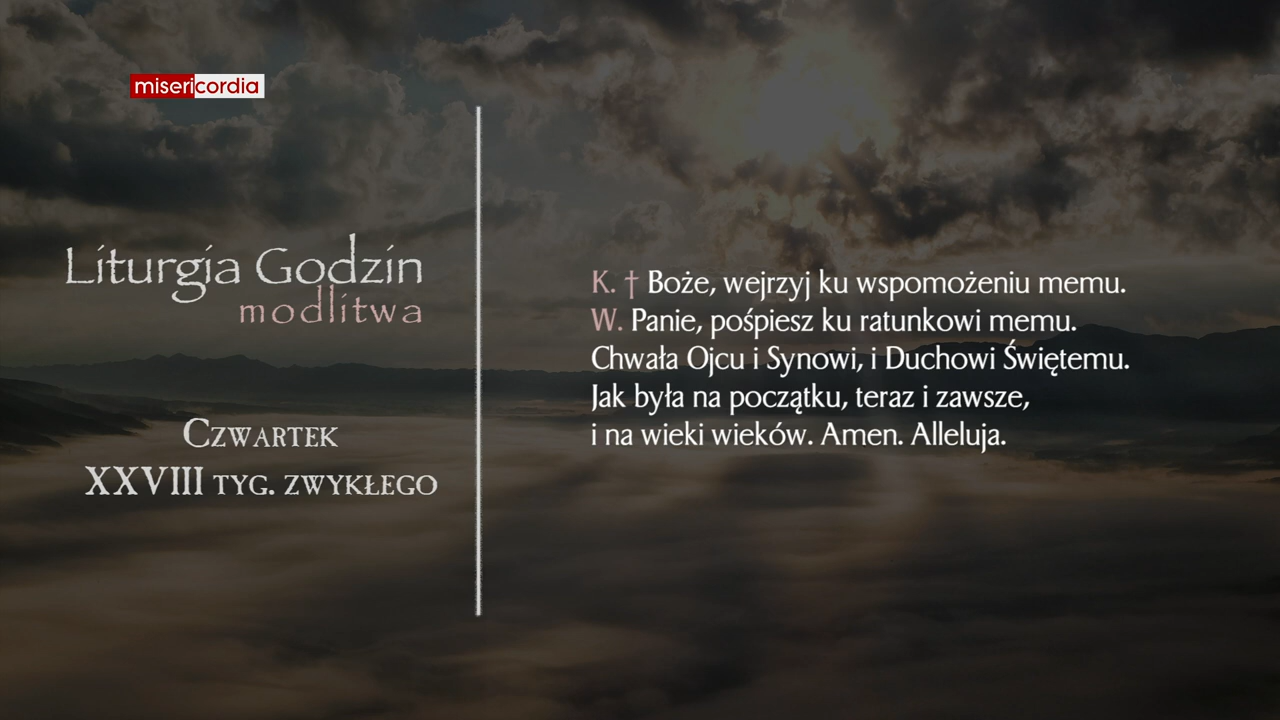 misericordia
Liturgia Godzin
modlitwa
Czwartek
XXVIII tyg. zwykłego
K. † Boże, wejrzyj ku wspomożeniu memu.
W. Panie, pośpiesz ku ratunkowi memu.
Chwała Ojcu i Synowi, i Duchowi Świętemu.
Jak była na początku, teraz i zawsze,
i na wieki wieków. Amen. Alleluja.